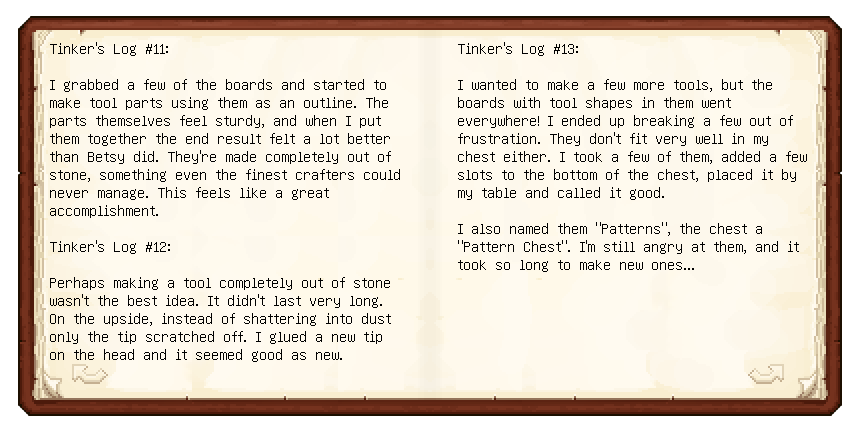 Tinker's Log #11:
I grabbed a few of the boards and started to
make tool parts using them as an outline. The
parts themselves feel sturdy, and when I put
them together the end result felt a lot better
than Betsy did. They're made completely out of
stone, something even the finest crafters could
never manage. This feels like a great
accomplishment.
Tinker's Log #12:
Perhaps making a tool completely out of stone
wasn't the best idea. It didn't last very long.
On the upside, instead of shattering into dust
only the tip scratched off. I glued a new tip
on the head and it seemed good as new.
Tinker's Log #13:
I wanted to make a few more tools, but the
boards with tool shapes in them went
everywhere! I ended up breaking a few out of
frustration. They don't fit very well in my
chest either. I took a few of them, added a few
slots to the bottom of the chest, placed it by
my table and called it good.
I also named them "Patterns", the chest a
"Pattern Chest". I'm still angry at them, and it
took so long to make new ones...